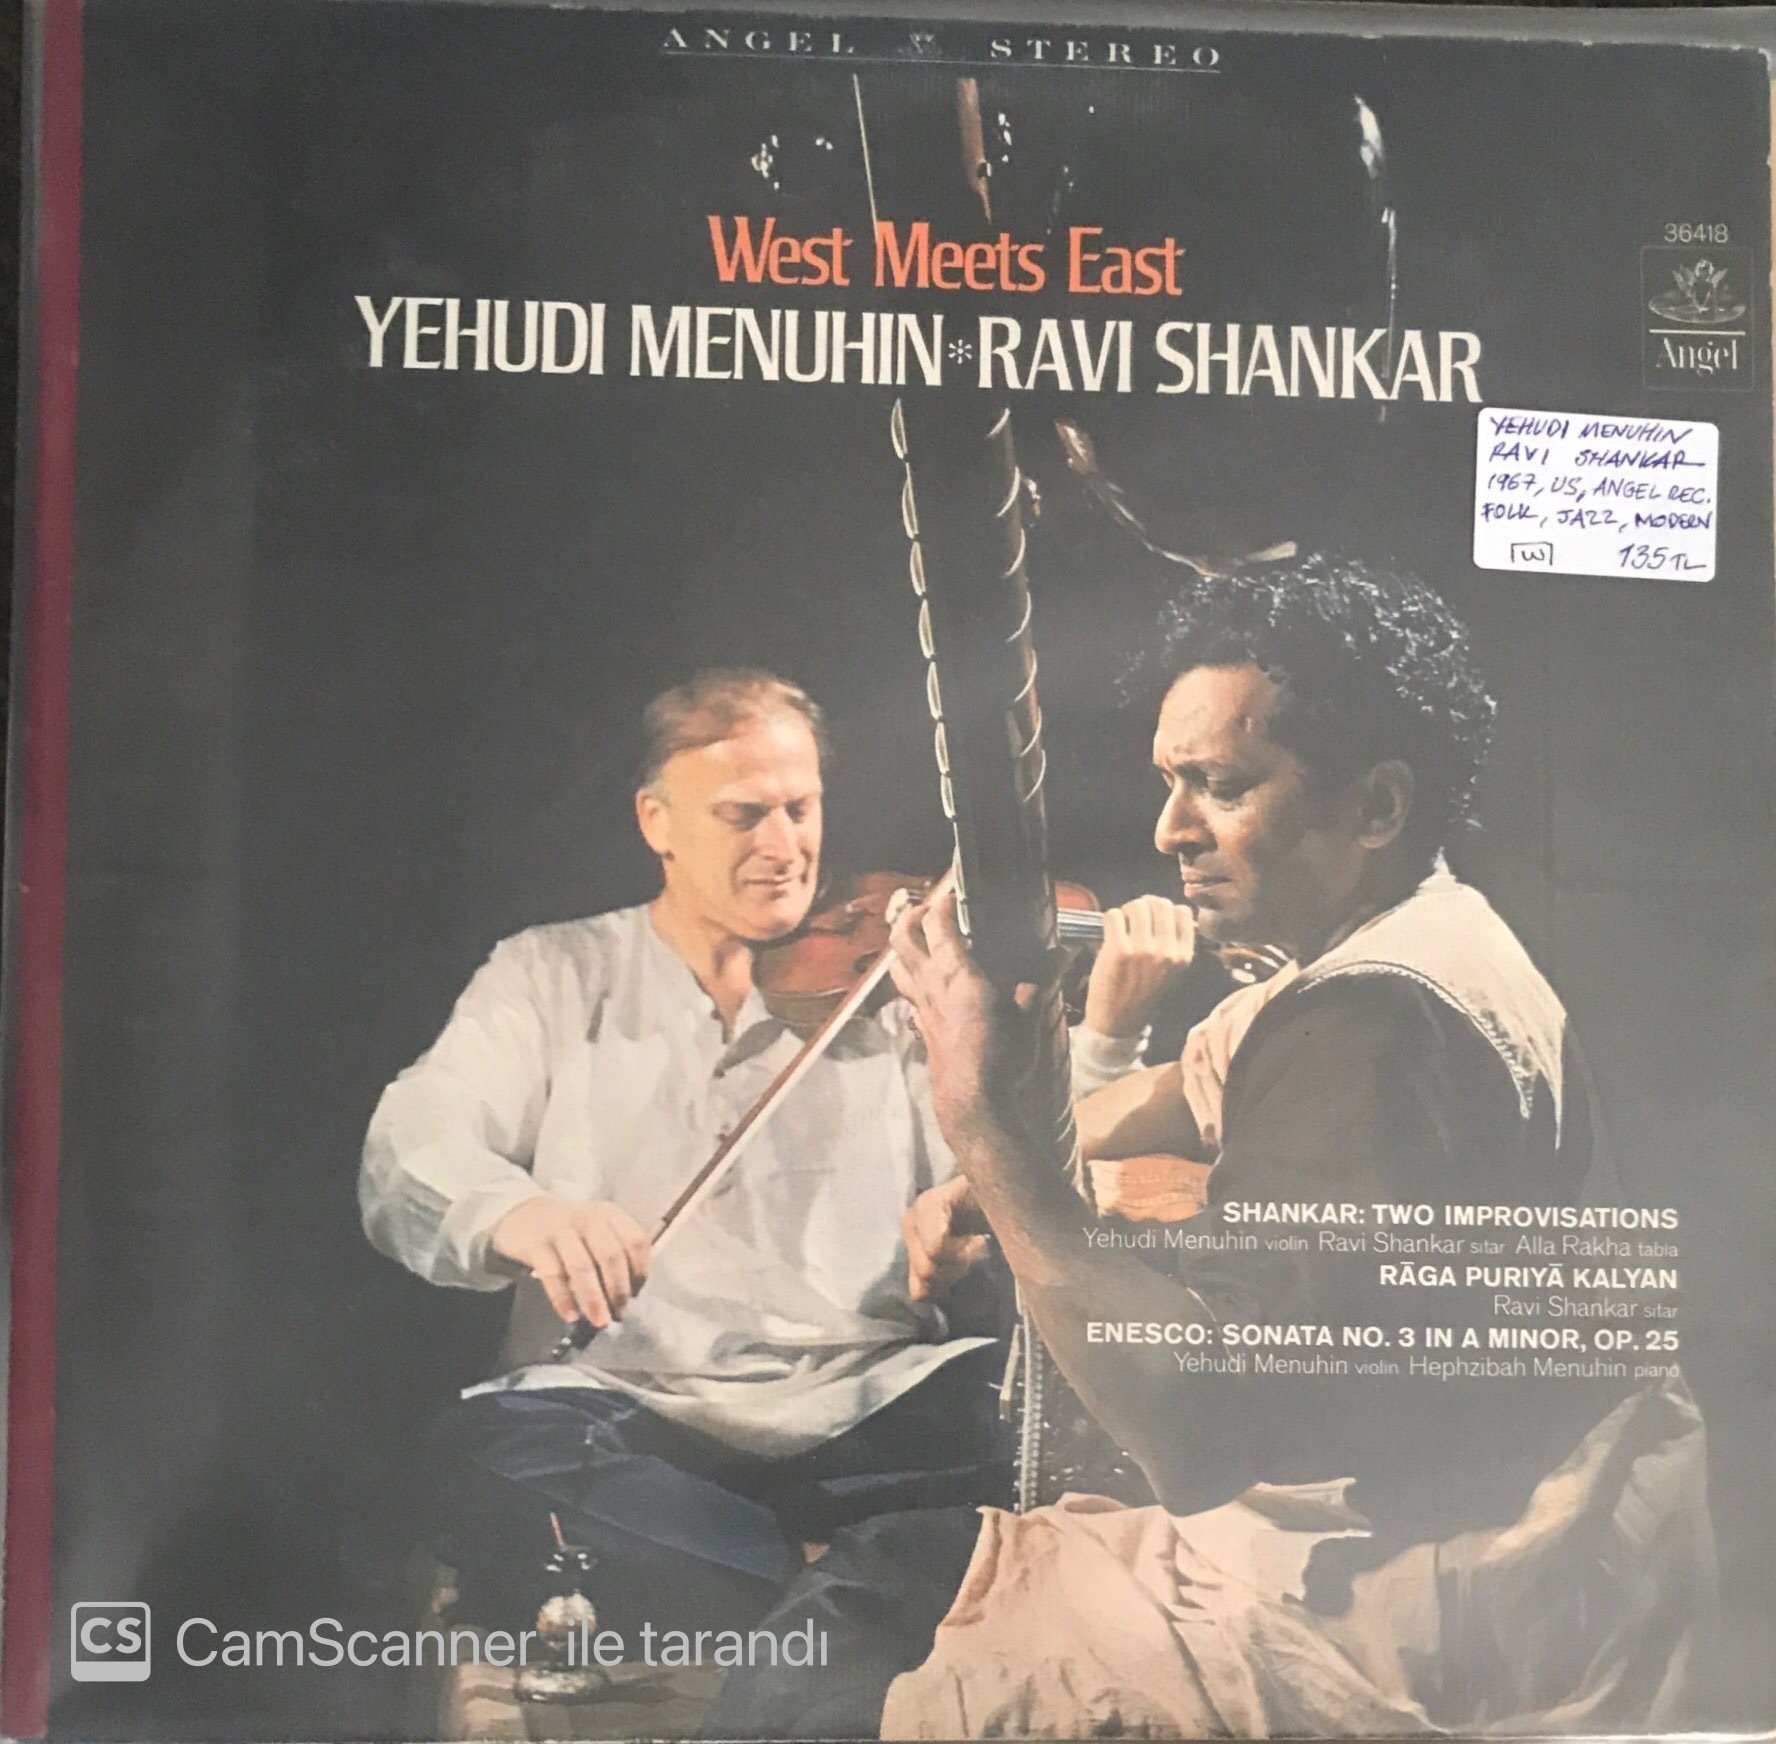 ANGEL STEREO
West Meets East
YEHUDI MENUHIN*RAVI SHANKAR
36418
Angel
YEHUDI MENUHIN
RAVI SHANKAR
1967, US, ANGEL REC.
FOLK, JAZZ, MODERN
W 135 TL
SHANKAR: TWO IMPROVISATIONS
Yehudi Menuhin violin Ravi Shankar sitar Alla Rakha tabla
RĀGA PURIYĀ KALYAN
Ravi Shankar sitar
ENESCO: SONATA NO. 3 IN A MINOR, OP. 25
Yehudi Menuhin violin Hephzibah Menuhin piano
CS CamScanner ile tarandı